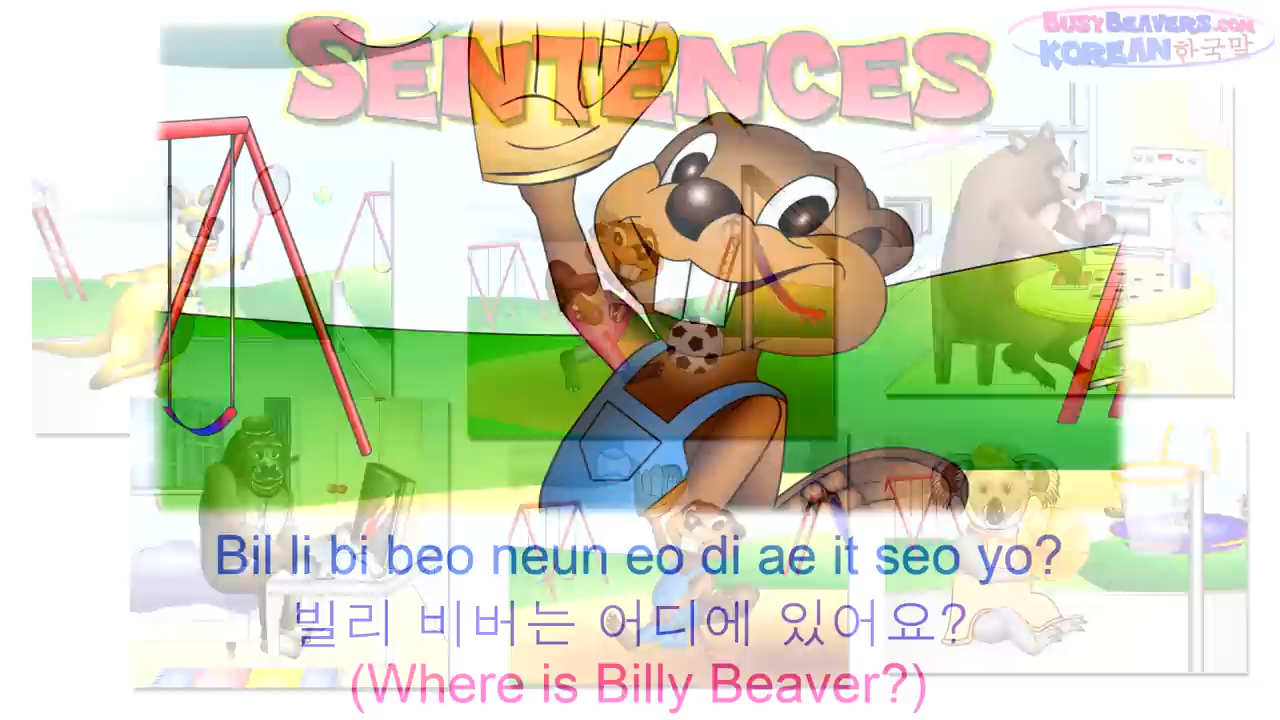 SENTENCES
BUSYBEAVERS.COM
KOREAN 한국말
Bil li bi beo neun eo di ae it seo yo?
빌리 비버는 어디에 있어요?
(Where is Billy Beaver?)